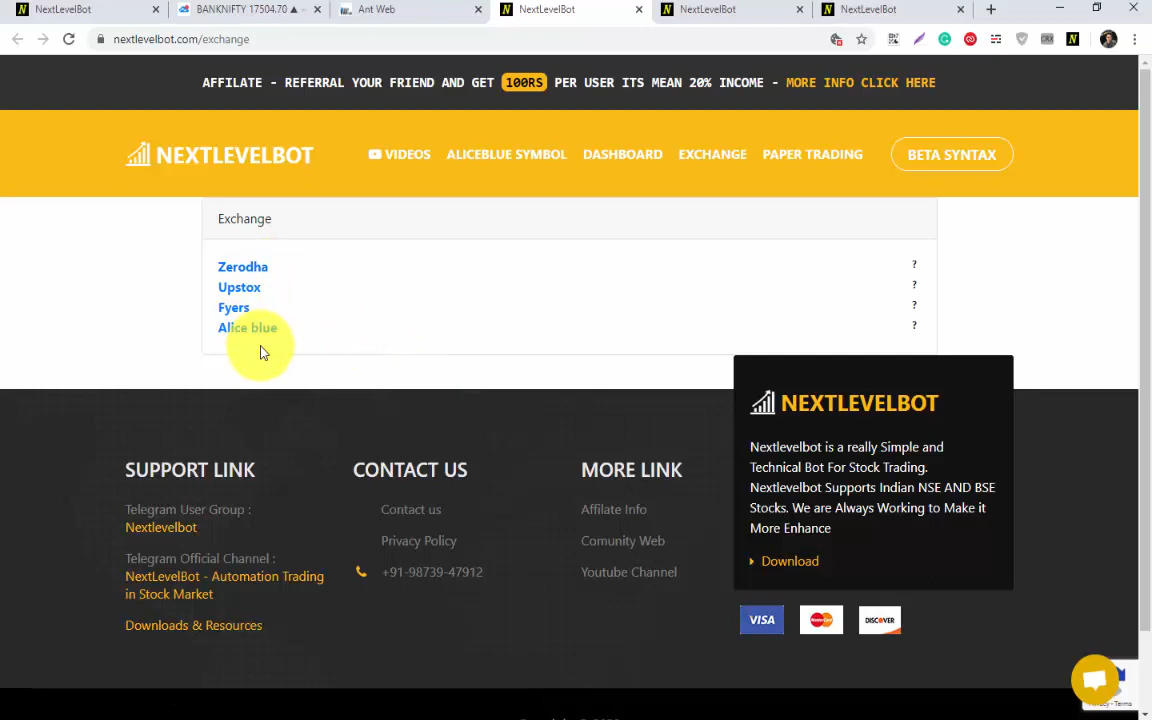 NextLevelBot
BANKNIFTY 17504.70 ▲
Ant Web
NextLevelBot
NextLevelBot
NextLevelBot
nextlevelbot.com/exchange
AFFILATE - REFERRAL YOUR FRIEND AND GET 100RS PER USER ITS MEAN 20% INCOME - MORE INFO CLICK HERE
NEXTLEVELBOT
VIDEOS
ALICEBLUE SYMBOL
DASHBOARD
EXCHANGE
PAPER TRADING
BETA SYNTAX
Exchange
Zerodha ?
Upstox ?
Fyers ?
Alice blue ?
SUPPORT LINK
Telegram User Group :
Nextlevelbot
Telegram Official Channel :
NextLevelBot - Automation Trading
in Stock Market
Downloads & Resources
CONTACT US
Contact us
Privacy Policy
+91-98739-47912
MORE LINK
Affilate Info
Comunity Web
Youtube Channel
NEXTLEVELBOT
Nextlevelbot is a really Simple and
Technical Bot For Stock Trading.
Nextlevelbot Supports Indian NSE AND BSE
Stocks. We are Always Working to Make it
More Enhance
Download
VISA
MasterCard
DISCOVER